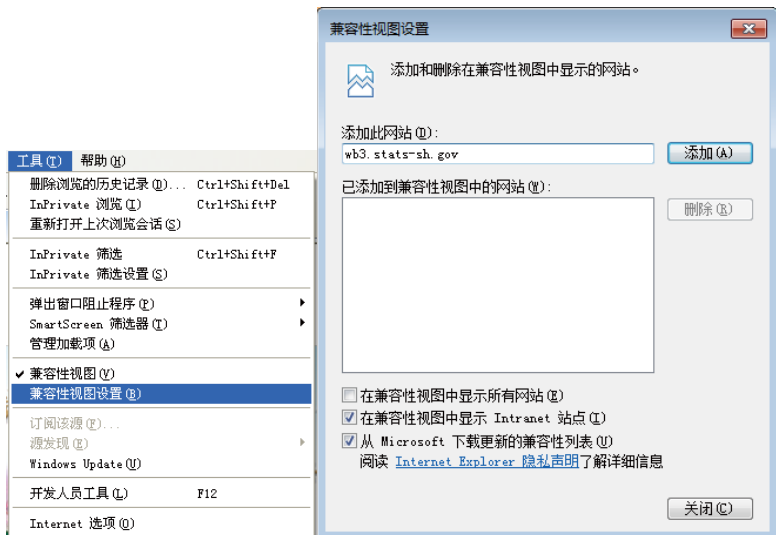 工具(T) 帮助(H)
删除浏览的历史记录(D)... Ctrl+Shift+Del
InPrivate 浏览(I) Ctrl+Shift+P
重新打开上次浏览会话(S)
InPrivate 筛选 Ctrl+Shift+F
InPrivate 筛选设置(S)
弹出窗口阻止程序(P)
SmartScreen 筛选器(T)
管理加载项(A)
兼容性视图(V)
兼容性视图设置(B)
订阅该源(F)...
源发现(E)
Windows Update(U)
开发人员工具(L) F12
Internet 选项(O)
兼容性视图设置
添加和删除在兼容性视图中显示的网站。
添加此网站(D):
wb3.stats-sh.gov
添加(A)
已添加到兼容性视图中的网站(W):
删除(R)
在兼容性视图中显示所有网站(E)
在兼容性视图中显示 Intranet 站点(I)
从 Microsoft 下载更新的兼容性列表(U)
阅读 Internet Explorer 隐私声明了解详细信息
关闭(C)